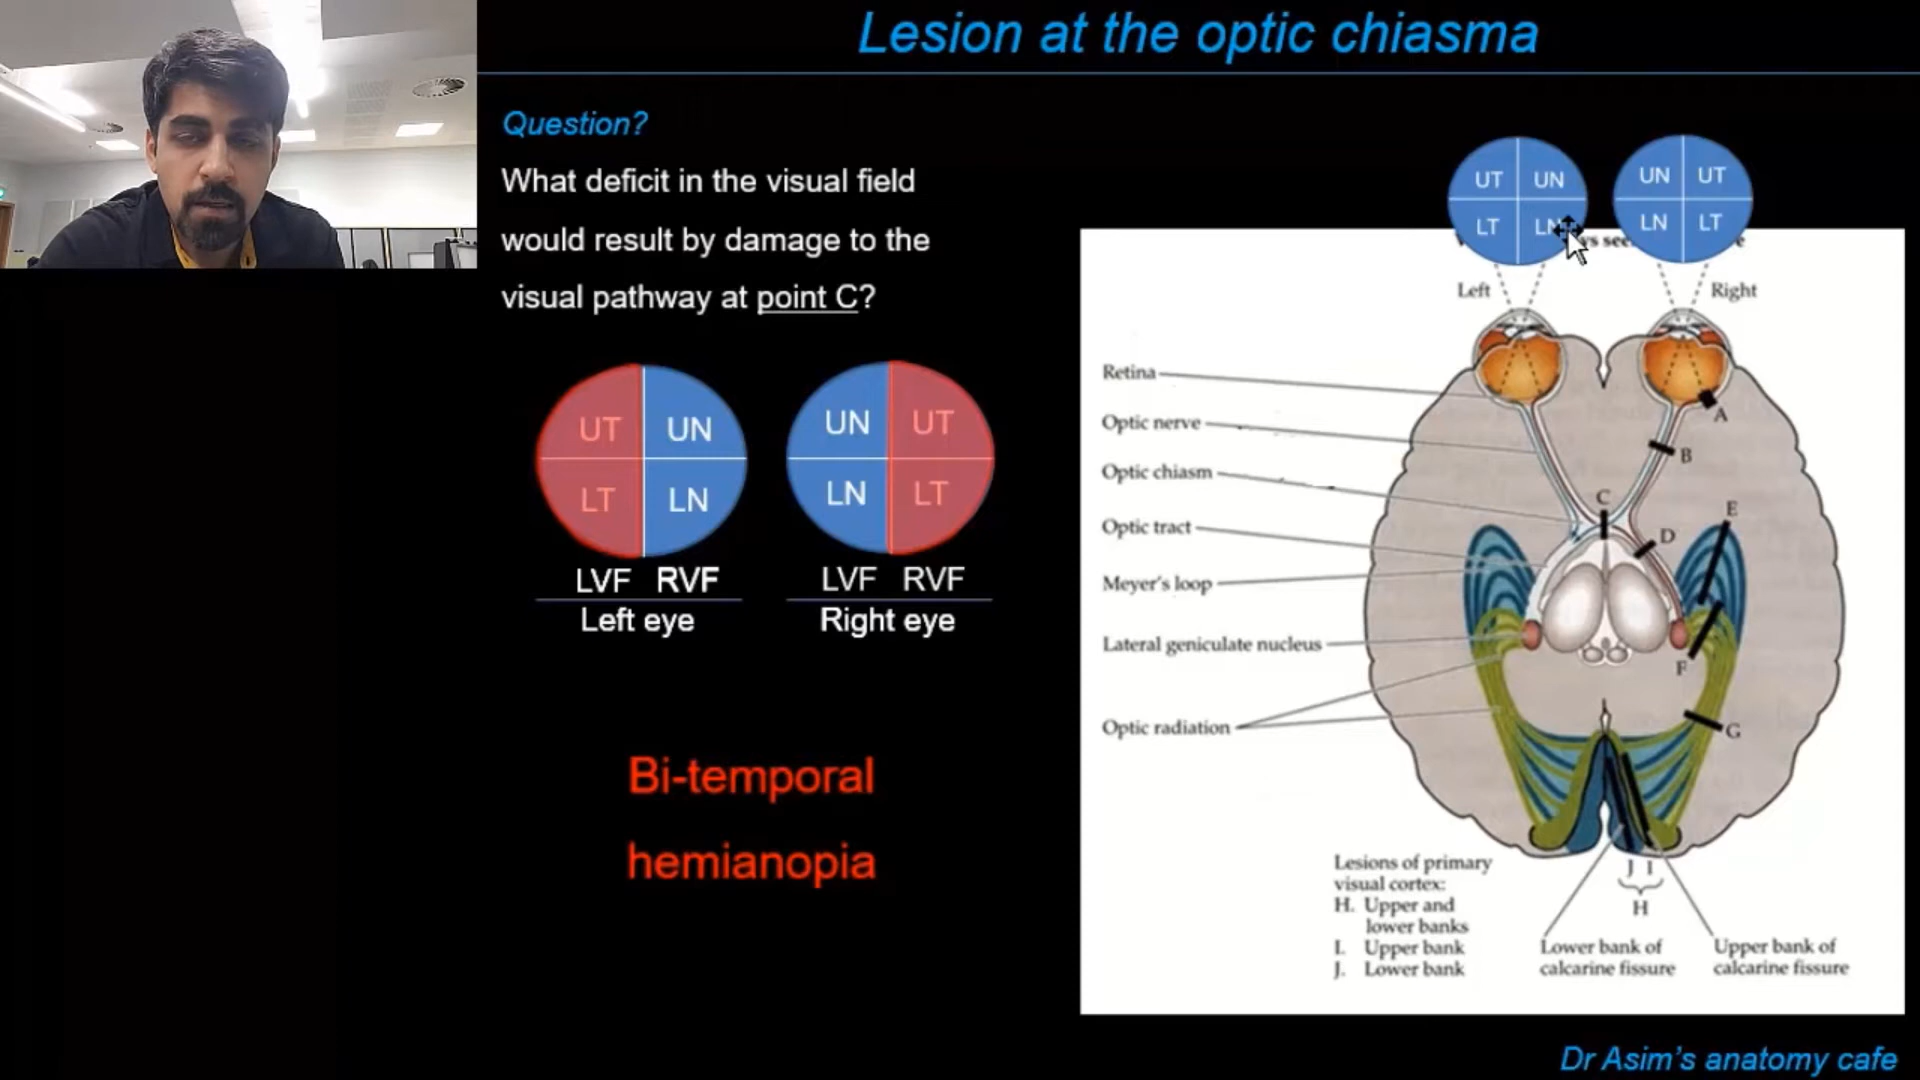 Lesion at the optic chiasma
Question?
What deficit in the visual field
would result by damage to the
visual pathway at point C?
UT UN
LT LN
UN UT
LN LT
LVF RVF
Left eye
LVF RVF
Right eye
Bi-temporal
hemianopia
UT UN
LT LN
UN UT
LN LT
Left
Right
Retina
Optic nerve
Optic chiasm
Optic tract
Meyer's loop
Lateral geniculate nucleus
Optic radiation
A
B
C
D
E
F
G
J I
H
Lesions of primary
visual cortex:
H. Upper and
lower banks
I. Upper bank
J. Lower bank
Lower bank of
calcarine fissure
Upper bank of
calcarine fissure
Dr Asim's anatomy cafe